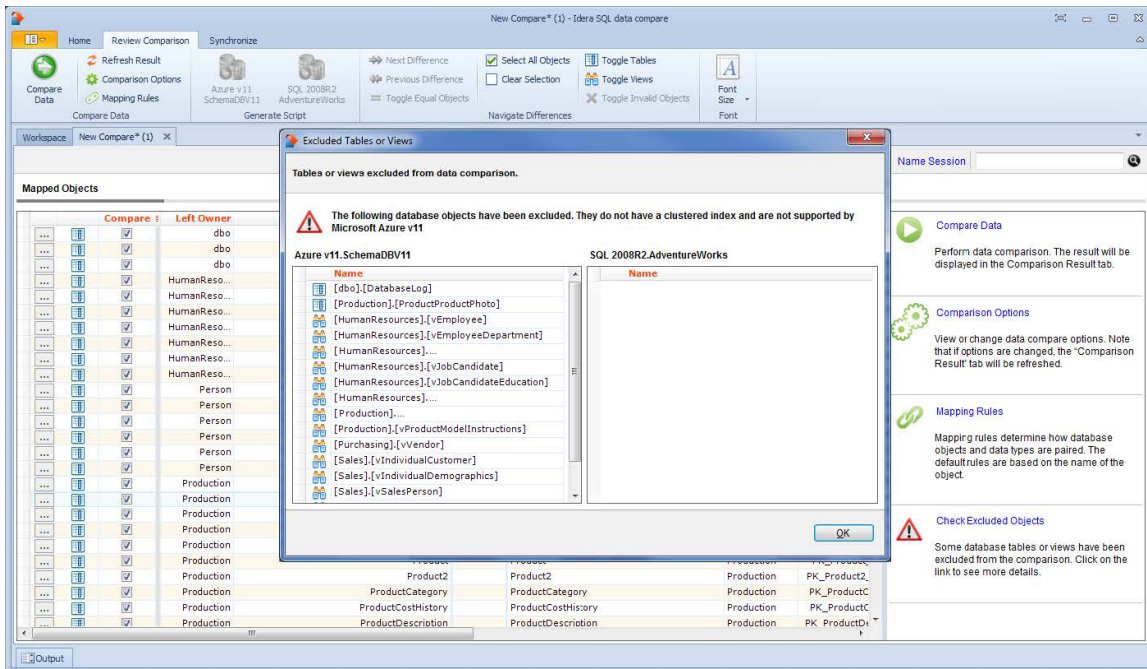 New Compare* (1) - Idera SQL data compare
Home Review Comparison Synchronize
Compare Data
Refresh Result
Comparison Options
Mapping Rules
Compare Data
Azure v11 SchemaDBV11
SQL 2008R2 AdventureWorks
Generate Script
Next Difference
Previous Difference
Toggle Equal Objects
Select All Objects
Clear Selection
Toggle Tables
Toggle Views
Toggle Invalid Objects
Navigate Differences
Font Size
Font
Workspace New Compare* (1)
Name Session
Mapped Objects
Compare Left Owner
dbo
dbo
dbo
HumanReso...
HumanReso...
HumanReso...
HumanReso...
HumanReso...
HumanReso...
HumanReso...
Person
Person
Person
Person
Person
Person
Production
Production
Production
Production
Production
Production
Production Product2 Product2 Production PK_Product2_
Production ProductCategory ProductCategory Production PK_ProductC
Production ProductCostHistory ProductCostHistory Production PK_ProductC
Production ProductDescription ProductDescription Production PK_ProductDe
Excluded Tables or Views
Tables or views excluded from data comparison.
The following database objects have been excluded. They do not have a clustered index and are not supported by
Microsoft Azure v11
Azure v11.SchemaDBV11
Name
[dbo].[DatabaseLog]
[Production].[ProductProductPhoto]
[HumanResources].[vEmployee]
[HumanResources].[vEmployeeDepartment]
[HumanResources]....
[HumanResources].[vJobCandidate]
[HumanResources].[vJobCandidateEducation]
[HumanResources]....
[Production]....
[Production].[vProductModelInstructions]
[Purchasing].[vVendor]
[Sales].[vIndividualCustomer]
[Sales].[vIndividualDemographics]
[Sales].[vSalesPerson]
SQL 2008R2.AdventureWorks
Name
OK
Compare Data
Perform data comparison. The result will be
displayed in the Comparison Result tab.
Comparison Options
View or change data compare options. Note
that if options are changed, the "Comparison
Result" tab will be refreshed.
Mapping Rules
Mapping rules determine how database
objects and data types are paired. The
default rules are based on the name of the
object.
Check Excluded Objects
Some database tables or views have been
excluded from the comparison. Click on the
link to see more details.
Output